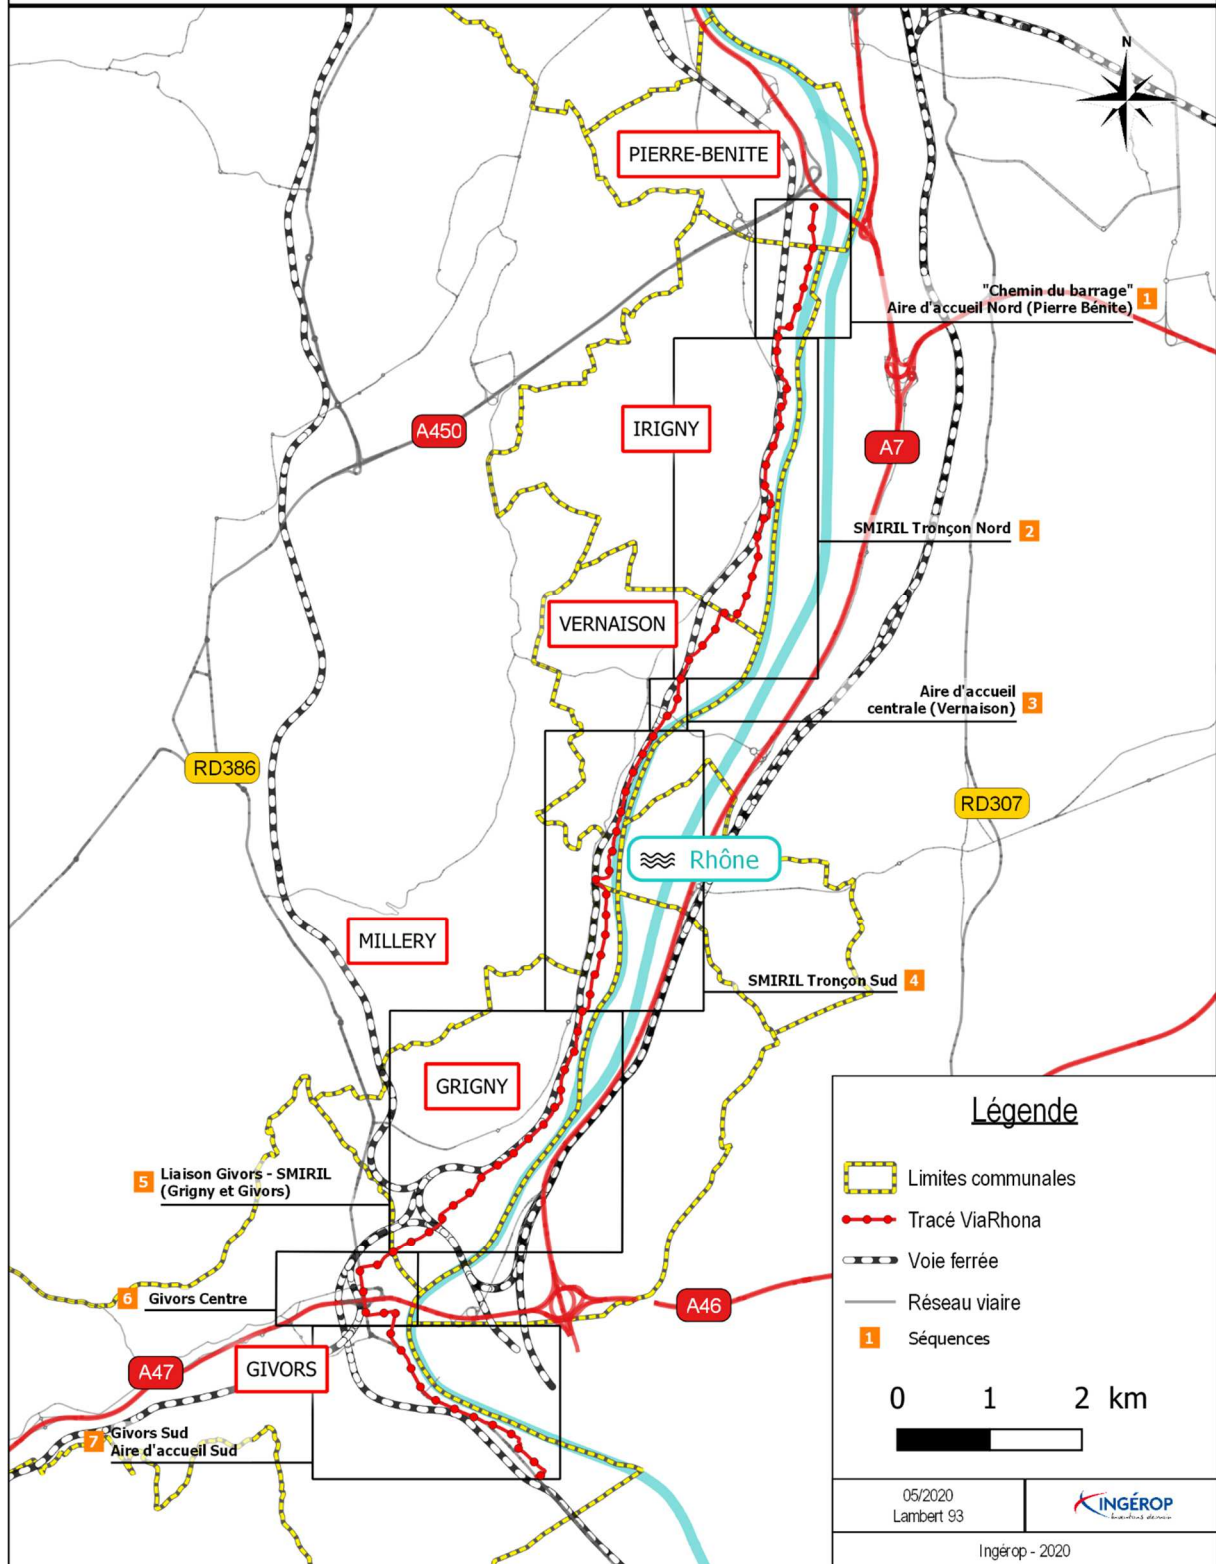 N
PIERRE-BENITE
"Chemin du barrage"
Aire d'accueil Nord (Pierre Bénite)
1
IRIGNY
A450
A7
SMIRIL Tronçon Nord
2
VERNAISON
Aire d'accueil
centrale (Vernaison)
3
RD386
RD307
Rhône
MILLERY
SMIRIL Tronçon Sud
4
GRIGNY
5
Liaison Givors - SMIRIL
(Grigny et Givors)
6
Givors Centre
A46
A47
GIVORS
7
Givors Sud
Aire d'accueil Sud
Légende
Limites communales
Tracé ViaRhona
Voie ferrée
Réseau viaire
1
Séquences
0 1 2 km
05/2020
Lambert 93
INGÉROP
Inventons demain
Ingérop - 2020